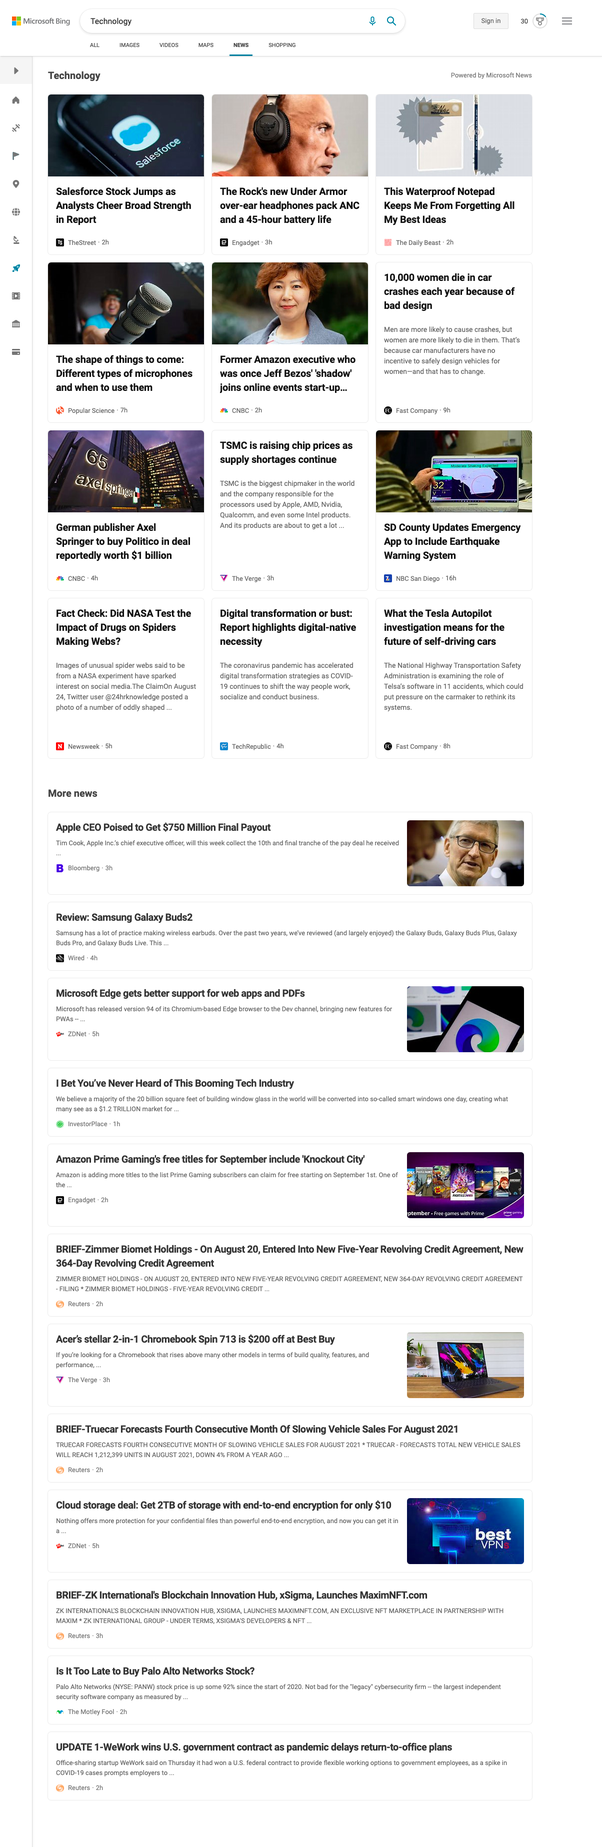 Microsoft Bing
Technology
Sign in
30
ALL
IMAGES
VIDEOS
MAPS
NEWS
SHOPPING
Technology
Powered by Microsoft News
Salesforce
Salesforce Stock Jumps as
Analysts Cheer Broad Strength
in Report
TheStreet · 2h
The Rock's new Under Armor
over-ear headphones pack ANC
and a 45-hour battery life
Engadget · 3h
This Waterproof Notepad
Keeps Me From Forgetting All
My Best Ideas
The Daily Beast · 2h
The shape of things to come:
Different types of microphones
and when to use them
Popular Science · 7h
Former Amazon executive who
was once Jeff Bezos' 'shadow'
joins online events start-up...
CNBC · 2h
10,000 women die in car
crashes each year because of
bad design
Men are more likely to cause crashes, but
women are more likely to die in them. That's
because car manufacturers have no
incentive to safely design vehicles for
women—and that has to change.
Fast Company · 9h
65
axel springer
German publisher Axel
Springer to buy Politico in deal
reportedly worth $1 billion
CNBC · 4h
TSMC is raising chip prices as
supply shortages continue
TSMC is the biggest chipmaker in the world
and the company responsible for the
processors used by Apple, AMD, Nvidia,
Qualcomm, and even some Intel products.
And its products are about to get a lot ...
The Verge · 3h
32
SD County Updates Emergency
App to Include Earthquake
Warning System
NBC San Diego · 16h
Fact Check: Did NASA Test the
Impact of Drugs on Spiders
Making Webs?
Images of unusual spider webs said to be
from a NASA experiment have sparked
interest on social media.The ClaimOn August
24, Twitter user @24hrknowledge posted a
photo of a number of oddly shaped ...
Newsweek · 5h
Digital transformation or bust:
Report highlights digital-native
necessity
The coronavirus pandemic has accelerated
digital transformation strategies as COVID-
19 continues to shift the way people work,
socialize and conduct business.
TechRepublic · 4h
What the Tesla Autopilot
investigation means for the
future of self-driving cars
The National Highway Transportation Safety
Administration is examining the role of
Telsa's software in 11 accidents, which could
put pressure on the carmaker to rethink its
systems.
Fast Company · 8h
More news
Apple CEO Poised to Get $750 Million Final Payout
Tim Cook, Apple Inc.'s chief executive officer, will this week collect the 10th and final tranche of the pay deal he received
...
Bloomberg · 3h
Review: Samsung Galaxy Buds2
Samsung has a lot of practice making wireless earbuds. Over the past two years, we've reviewed (and largely enjoyed) the Galaxy Buds, Galaxy Buds Plus, Galaxy
Buds Pro, and Galaxy Buds Live. This ...
Wired · 4h
Microsoft Edge gets better support for web apps and PDFs
Microsoft has released version 94 of its Chromium-based Edge browser to the Dev channel, bringing new features for
PWAs -- ...
ZDNet · 5h
I Bet You've Never Heard of This Booming Tech Industry
We believe a majority of the 20 billion square feet of building window glass in the world will be converted into so-called smart windows one day, creating what
many see as a $1.2 TRILLION market for ...
InvestorPlace · 1h
Amazon Prime Gaming's free titles for September include 'Knockout City'
Amazon is adding more titles to the list Prime Gaming subscribers can claim for free starting on September 1st. One of
the ...
Engadget · 2h
ptember • Free games with Prime
BRIEF-Zimmer Biomet Holdings - On August 20, Entered Into New Five-Year Revolving Credit Agreement, New
364-Day Revolving Credit Agreement
ZIMMER BIOMET HOLDINGS - ON AUGUST 20, ENTERED INTO NEW FIVE-YEAR REVOLVING CREDIT AGREEMENT, NEW 364-DAY REVOLVING CREDIT AGREEMENT
- FILING * ZIMMER BIOMET HOLDINGS - FIVE-YEAR REVOLVING CREDIT ...
Reuters · 2h
Acer's stellar 2-in-1 Chromebook Spin 713 is $200 off at Best Buy
If you're looking for a Chromebook that rises above many other models in terms of build quality, features, and
performance, ...
The Verge · 3h
BRIEF-Truecar Forecasts Fourth Consecutive Month Of Slowing Vehicle Sales For August 2021
TRUECAR FORECASTS FOURTH CONSECUTIVE MONTH OF SLOWING VEHICLE SALES FOR AUGUST 2021 * TRUECAR - FORECASTS TOTAL NEW VEHICLE SALES
WILL REACH 1,212,399 UNITS IN AUGUST 2021, DOWN 4% FROM A YEAR AGO ...
Reuters · 2h
Cloud storage deal: Get 2TB of storage with end-to-end encryption for only $10
Nothing offers more protection for your confidential files than powerful end-to-end encryption, and now you can get it in
a ...
ZDNet · 5h
best
VPN
BRIEF-ZK International's Blockchain Innovation Hub, xSigma, Launches MaximNFT.com
ZK INTERNATIONAL'S BLOCKCHAIN INNOVATION HUB, XSIGMA, LAUNCHES MAXIMNFT.COM, AN EXCLUSIVE NFT MARKETPLACE IN PARTNERSHIP WITH
MAXIM * ZK INTERNATIONAL GROUP - UNDER TERMS, XSIGMA'S DEVELOPERS & NFT ...
Reuters · 3h
Is It Too Late to Buy Palo Alto Networks Stock?
Palo Alto Networks (NYSE: PANW) stock price is up some 92% since the start of 2020. Not bad for the "legacy" cybersecurity firm -- the largest independent
security software company as measured by ...
The Motley Fool · 2h
UPDATE 1-WeWork wins U.S. government contract as pandemic delays return-to-office plans
Office-sharing startup WeWork said on Thursday it had won a U.S. federal contract to provide flexible working options to government employees, as a spike in
COVID-19 cases prompts employers to ...
Reuters · 2h